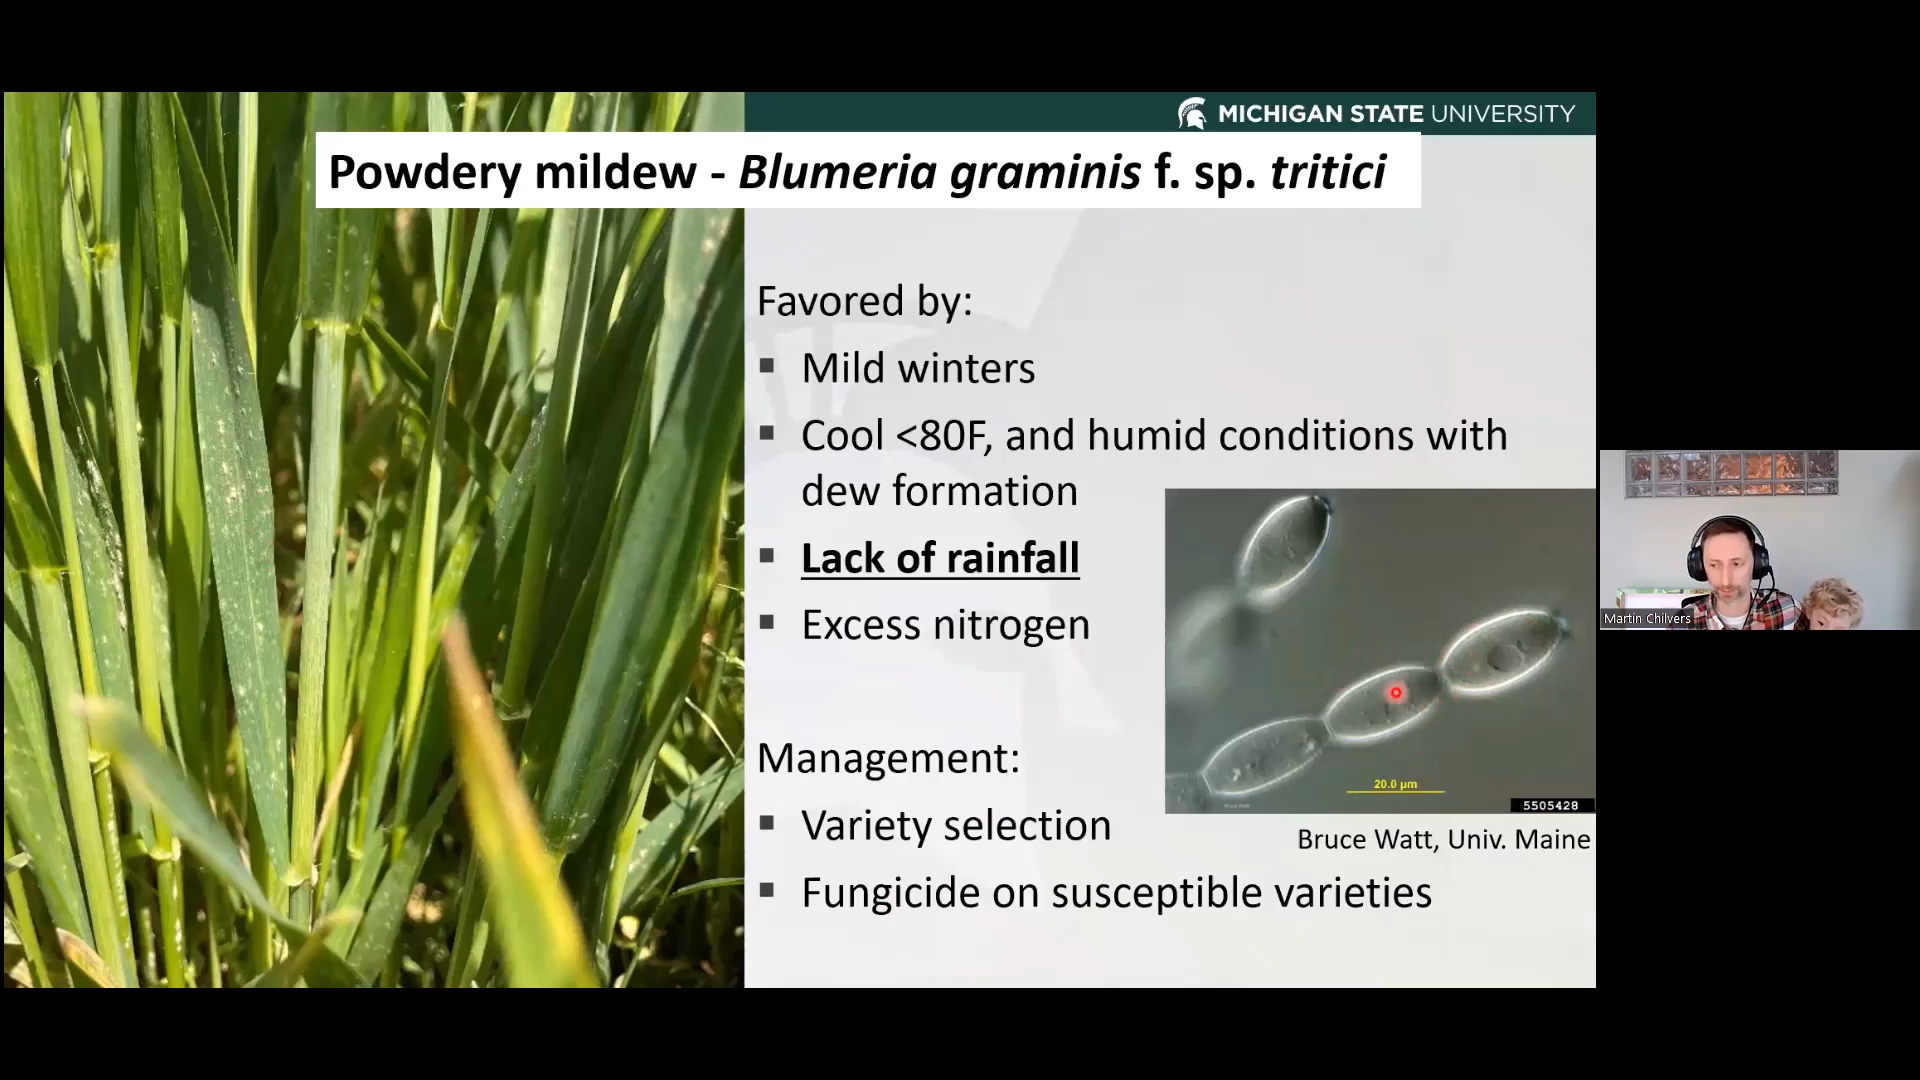 MICHIGAN STATE UNIVERSITY
Powdery mildew - Blumeria graminis f. sp. tritici
Favored by:
Mild winters
Cool <80F, and humid conditions with
dew formation
Lack of rainfall
Excess nitrogen
Management:
Variety selection
Fungicide on susceptible varieties
20.0 µm
5505428
Bruce Watt, Univ. Maine
Martin Chilvers